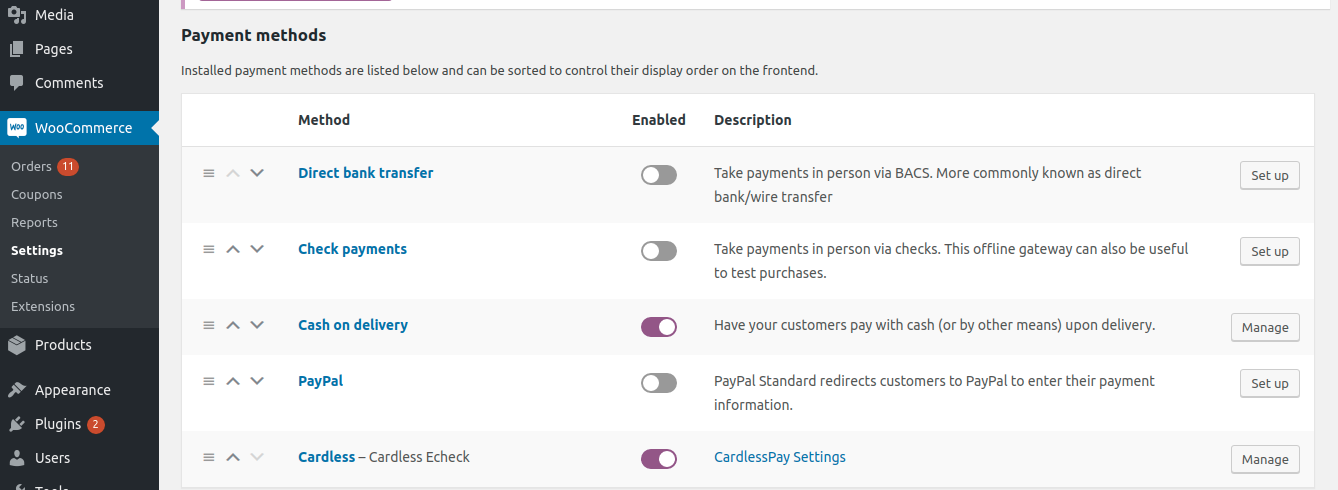 Media
Pages
Comments
WooCommerce
Orders 11
Coupons
Reports
Settings
Status
Extensions
Products
Appearance
Plugins 2
Users
Tools
Payment methods
Installed payment methods are listed below and can be sorted to control their display order on the frontend.
Method Enabled Description
Direct bank transfer
Take payments in person via BACS. More commonly known as direct
bank/wire transfer
Set up
Check payments
Take payments in person via checks. This offline gateway can also be useful
to test purchases.
Set up
Cash on delivery
Have your customers pay with cash (or by other means) upon delivery.
Manage
PayPal
PayPal Standard redirects customers to PayPal to enter their payment
information.
Set up
Cardless – Cardless Echeck
CardlessPay Settings
Manage